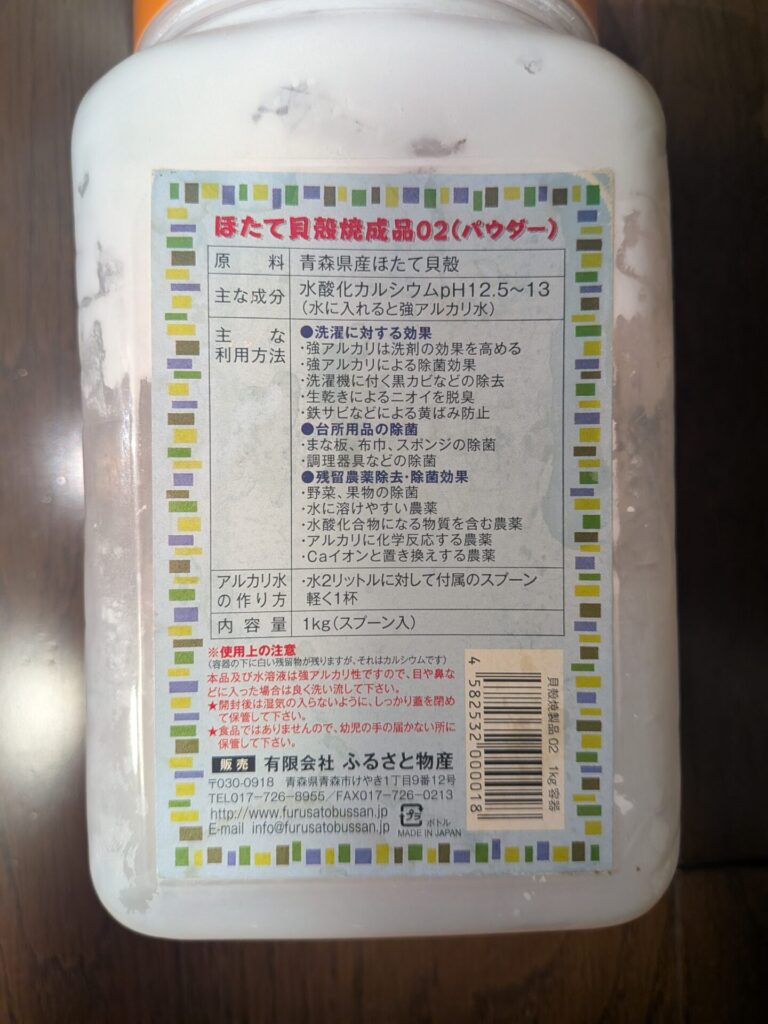 ほたて貝殻焼成品02(パウダー)
原料 青森県産ほたて貝殻
主な成分 水酸化カルシウムpH12.5~13
(水に入れると強アルカリ水)
主な
利用方法
●洗濯に対する効果
・強アルカリは洗剤の効果を高める
・強アルカリによる除菌効果
・洗濯機に付く黒カビなどの除去
・生乾きによるニオイを脱臭
・鉄サビなどによる黄ばみ防止
●台所用品の除菌
・まな板、布巾、スポンジの除菌
・調理器具などの除菌
●残留農薬除去・除菌効果
・野菜、果物の除菌
・水に溶けやすい農薬
・水酸化合物になる物質を含む農薬
・アルカリに化学反応する農薬
・Caイオンと置き換えする農薬
アルカリ水
の作り方
・水2リットルに対して付属のスプーン
軽く1杯
内容量 1kg(スプーン入)
※使用上の注意
(容器の下に白い残留物が残りますが、それはカルシウムです)
本品及び水溶液は強アルカリ性ですので、目や鼻な
どに入った場合は良く洗い流して下さい。
★開封後は湿気の入らないように、しっかり蓋を閉め
て保管して下さい。
★食品ではありませんので、幼児の手の届かない所に
保管して下さい。
販売 有限会社 ふるさと物産
〒030-0918 青森県青森市けやき1丁目9番12号
TEL017-726-8955/FAX017-726-0213
http://www.furusatobussan.jp
E-mail info@furusatobussan.jp
プラ ボトル
MADE IN JAPAN
4 582532 000018
貝殻焼製品02 1kg容器